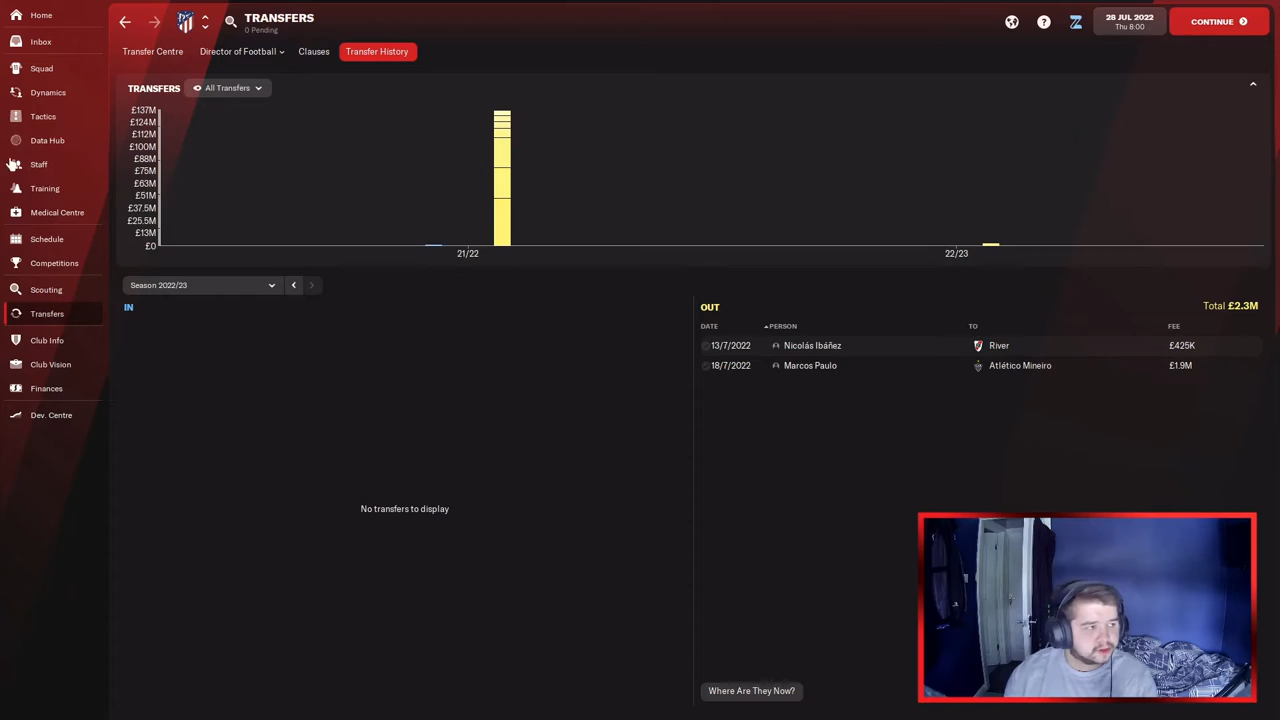 Home
Inbox
Squad
Dynamics
Tactics
Data Hub
Staff
Training
Medical Centre
Schedule
Competitions
Scouting
Transfers
Club Info
Club Vision
Finances
Dev. Centre
TRANSFERS
0 Pending
28 JUL 2022
Thu 8:00
CONTINUE
Transfer Centre
Director of Football
Clauses
Transfer History
TRANSFERS
All Transfers
£137M
£124M
£112M
£100M
£88M
£75M
£63M
£51M
£37.5M
£25.5M
£13M
£0
21/22
22/23
Season 2022/23
IN
No transfers to display
OUT
Total £2.3M
DATE PERSON TO FEE
13/7/2022 Nicolás Ibáñez River £425K
18/7/2022 Marcos Paulo Atlético Mineiro £1.9M
Where Are They Now?